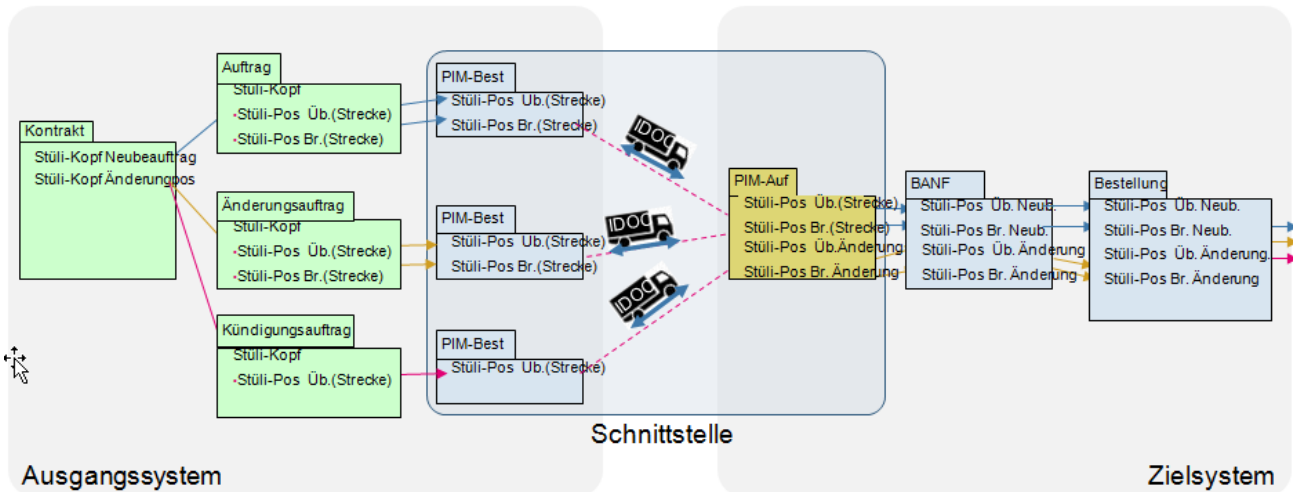 Kontrakt
Stüli-Kopf Neubeauftrag
Stüli-Kopf Änderungpos
Auftrag
Stüli-Kopf
•Stüli-Pos Üb.(Strecke)
•Stüli-Pos Br.(Strecke)
Änderungsauftrag
Stüli-Kopf
•Stüli-Pos Üb.(Strecke)
•Stüli-Pos Br.(Strecke)
Kündigungsauftrag
Stüli-Kopf
•Stüli-Pos Üb.(Strecke)
PIM-Best
Stüli-Pos Üb.(Strecke)
Stüli-Pos Br.(Strecke)
PIM-Best
Stüli-Pos Üb.(Strecke)
Stüli-Pos Br.(Strecke)
PIM-Best
Stüli-Pos Üb.(Strecke)
IDOC
IDOC
IDOC
PIM-Auf
Stüli-Pos Üb.(Strecke)
Stüli-Pos Br.(Strecke)
Stüli-Pos Üb.Änderung
Stüli-Pos Br. Änderung
BANF
Stüli-Pos Üb. Neub.
Stüli-Pos Br. Neub.
Stüli-Pos Üb. Änderung
Stüli-Pos Br. Änderung
Bestellung
Stüli-Pos Üb. Neub.
Stüli-Pos Br. Neub.
Stüli-Pos Üb. Änderung.
Stüli-Pos Br. Änderung
Schnittstelle
Ausgangssystem
Zielsystem